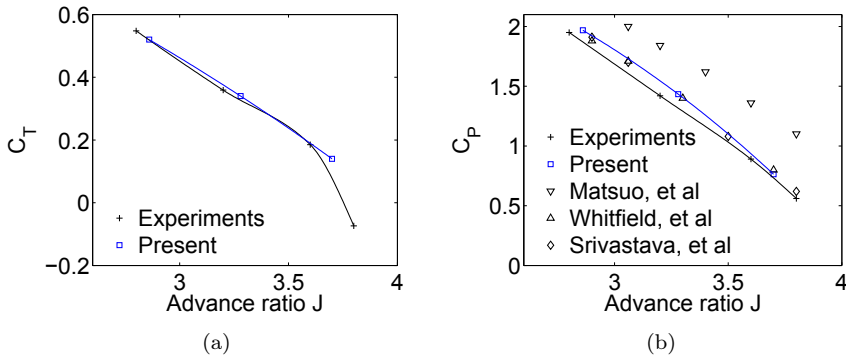 0.6
0.4
0.2
0
−0.2
C_T
3
3.5
4
Advance ratio J
Experiments
Present
(a)
2
1.5
1
0.5
0
C_P
3
3.5
4
Advance ratio J
Experiments
Present
Matsuo, et al
Whitfield, et al
Srivastava, et al
(b)